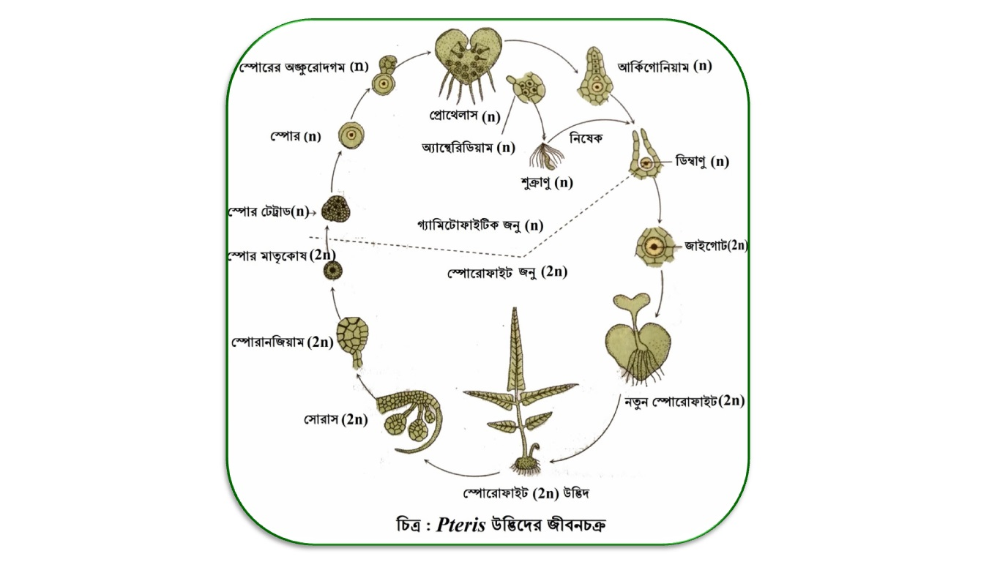 স্পোরের অঙ্কুরোদগম (n)
আর্কিগোনিয়াম (n)
প্রোথেলাস (n)
স্পোর (n)
অ্যান্থেরিডিয়াম (n)
নিষেক
ডিম্বাণু (n)
শুক্রাণু (n)
স্পোর টেট্রাড(n)
গ্যামিটোফাইটিক জনু (n)
জাইগোট(2n)
স্পোর মাতৃকোষ (2n)
স্পোরোফাইট জনু (2n)
স্পোরানজিয়াম (2n)
নতুন স্পোরোফাইট(2n)
সোরাস (2n)
স্পোরোফাইট (2n) উদ্ভিদ
চিত্র : Pteris উদ্ভিদের জীবনচক্র